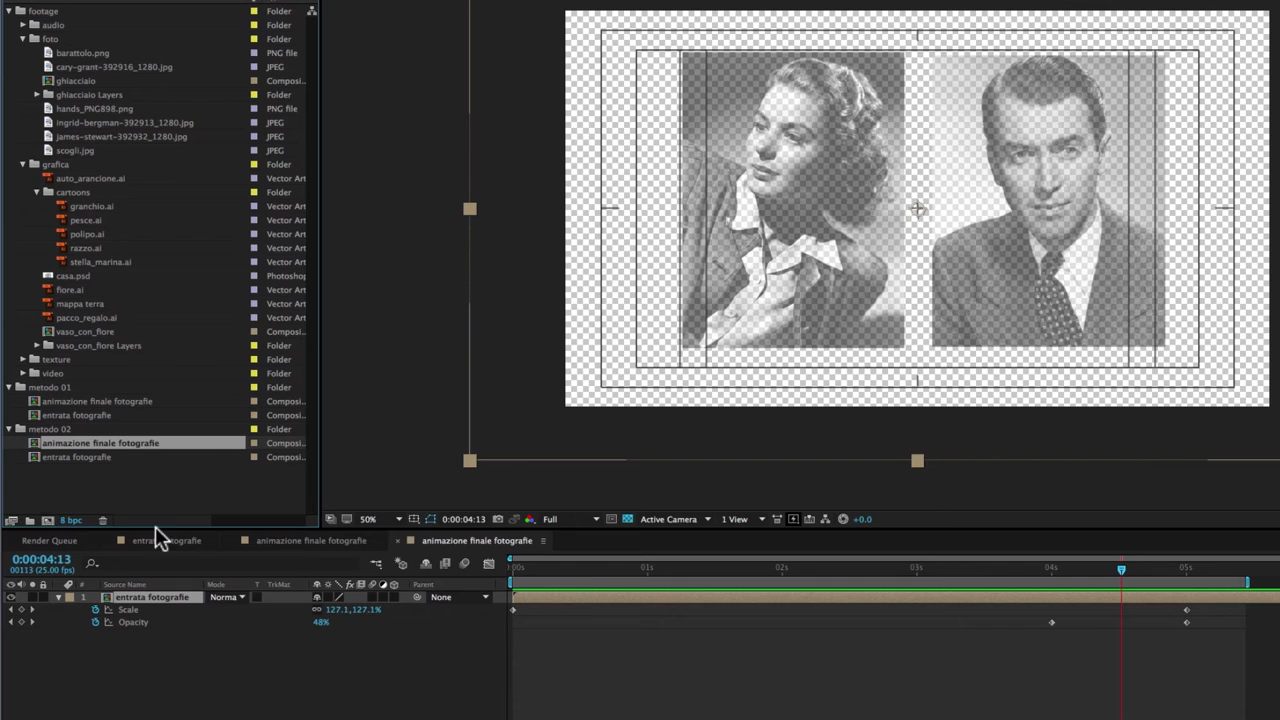 footage Folder
audio Folder
foto Folder
barattolo.png PNG file
cary-grant-392916_1280.jpg JPEG
ghiacciaio Composi...
ghiacciaio Layers Folder
hands_PNG898.png PNG file
ingrid-bergman-392913_1280.jpg JPEG
james-stewart-392932_1280.jpg JPEG
scogli.jpg JPEG
grafica Folder
auto_arancione.ai Vector Art
cartoons Folder
granchio.ai Vector Art
pesce.ai Vector Art
polipo.ai Vector Art
razzo.ai Vector Art
stella_marina.ai Vector Art
casa.psd Photoshop
fiore.ai Vector Art
mappa terra Vector Art
pacco_regalo.ai Vector Art
vaso_con_fiore Composi...
vaso_con_fiore Layers Folder
texture Folder
video Folder
metodo 01 Folder
animazione finale fotografie Composi...
entrata fotografie Composi...
metodo 02 Folder
animazione finale fotografie Composi...
entrata fotografie Composi...
8 bpc
50% 0:00:04:13 Full Active Camera 1 View +0.0
Render Queue entrata fotografie animazione finale fotografie × animazione finale fotografie
0:00:04:13
00113 (25.00 fps)
:00s 01s 02s 03s 04s 05s
# Source Name Mode T TrkMat fx Parent
1 entrata fotografie Norma None
Scale 127.1,127.1%
Opacity 48%